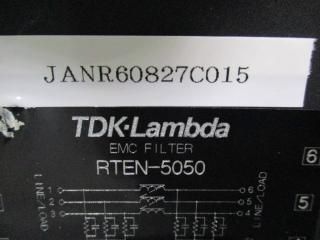 JANR60827C015
TDK·Lambda
EMC FILTER
RTEN-5050
LINE/LOAD
1
2
3
6
5
4
LINE/LOAD
6
5